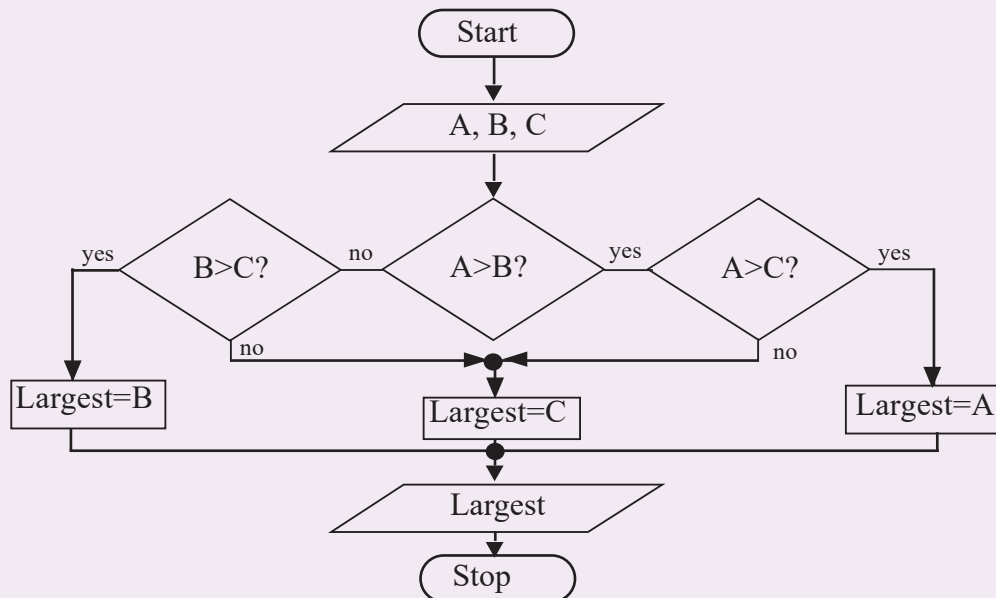 Start
A, B, C
yes
B>C?
no
A>B?
yes
A>C?
yes
no
no
Largest=B
Largest=C
Largest=A
Largest
Stop